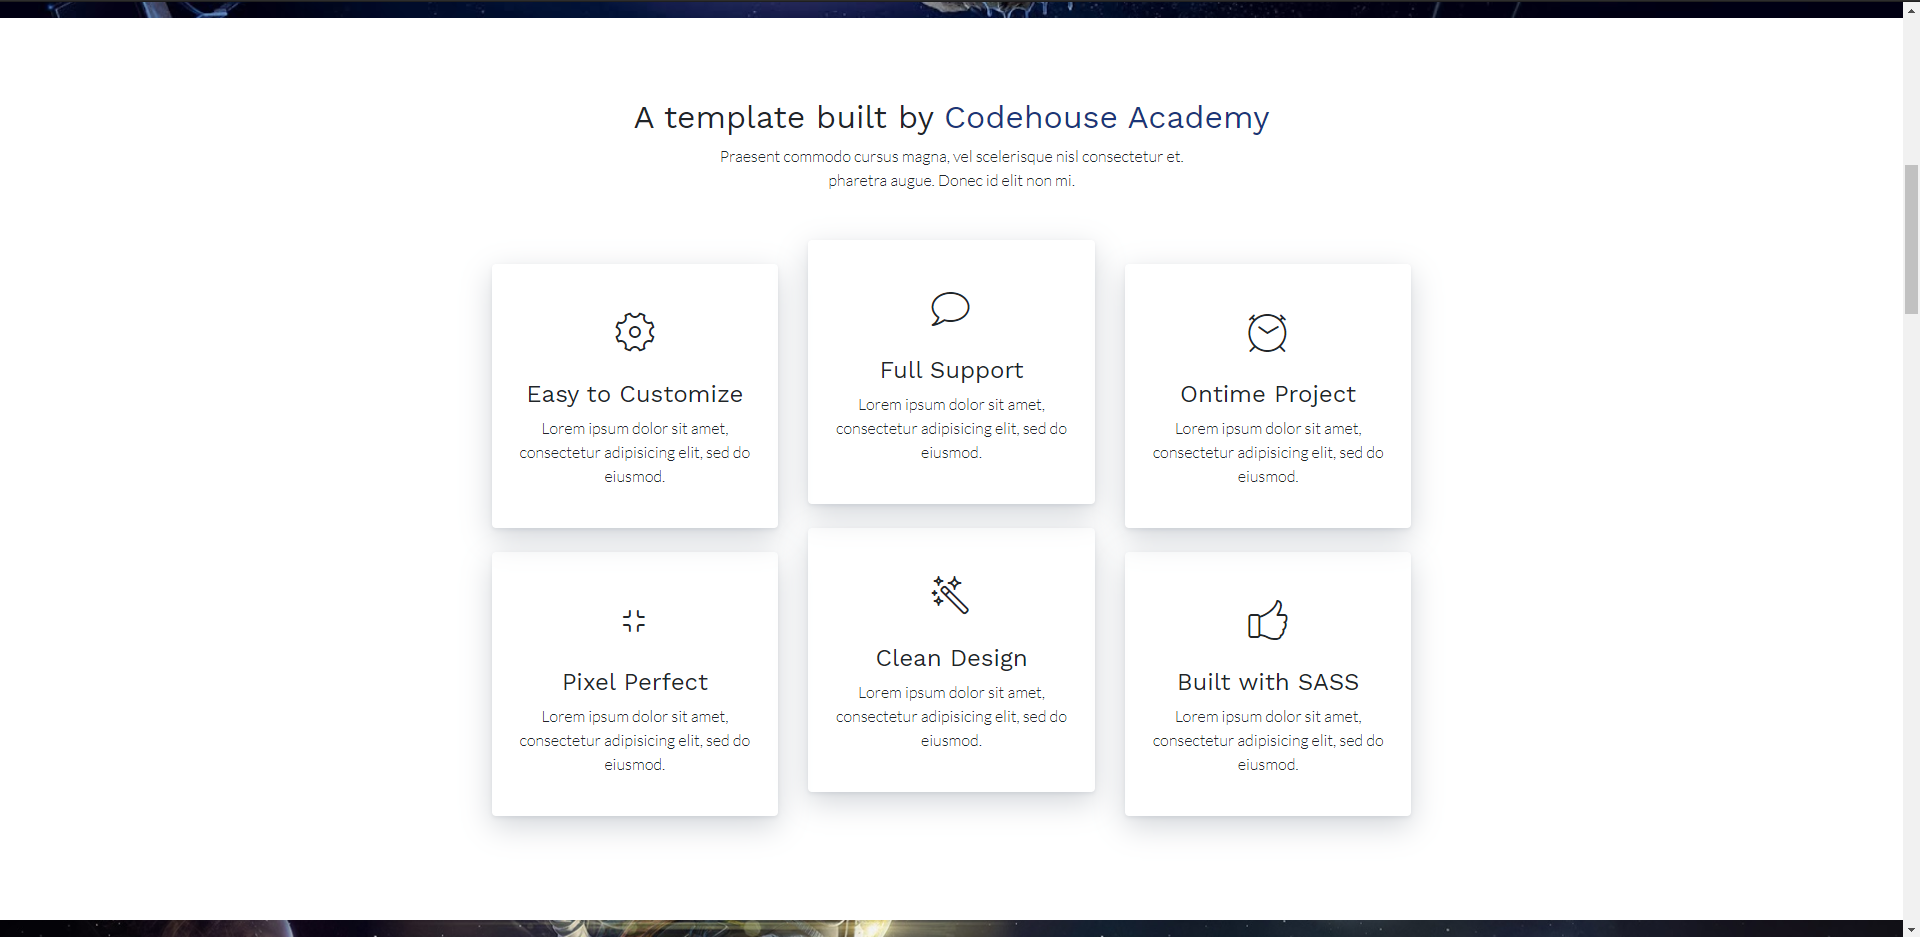 A template built by Codehouse Academy
Praesent commodo cursus magna, vel scelerisque nisl consectetur et.
pharetra augue. Donec id elit non mi.
Easy to Customize
Lorem ipsum dolor sit amet,
consectetur adipisicing elit, sed do
eiusmod.
Full Support
Lorem ipsum dolor sit amet,
consectetur adipisicing elit, sed do
eiusmod.
Ontime Project
Lorem ipsum dolor sit amet,
consectetur adipisicing elit, sed do
eiusmod.
Pixel Perfect
Lorem ipsum dolor sit amet,
consectetur adipisicing elit, sed do
eiusmod.
Clean Design
Lorem ipsum dolor sit amet,
consectetur adipisicing elit, sed do
eiusmod.
Built with SASS
Lorem ipsum dolor sit amet,
consectetur adipisicing elit, sed do
eiusmod.